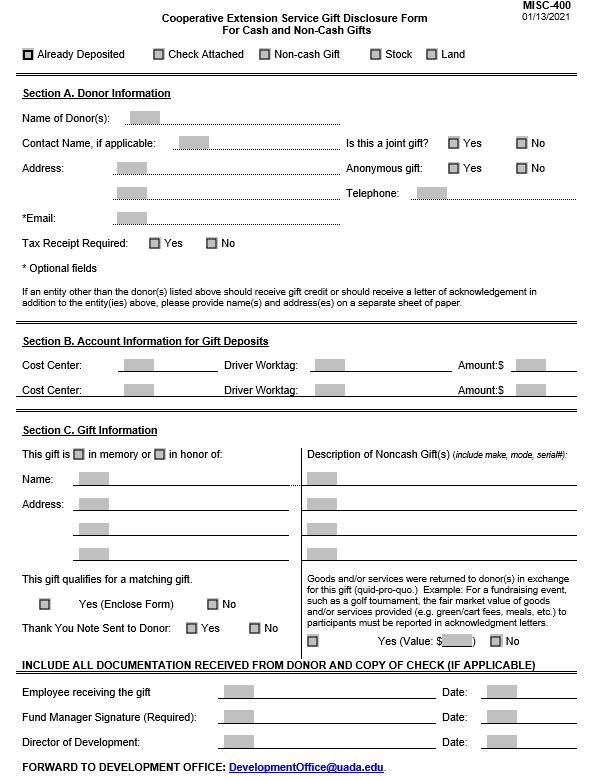 MISC-400
Cooperative Extension Service Gift Disclosure Form 01/13/2021
For Cash and Non-Cash Gifts
Already Deposited Check Attached Non-cash Gift Stock Land
Section A. Donor Information
Name of Donor(s):
Contact Name, if applicable: Is this a joint gift? Yes No
Address: Anonymous gift: Yes No
Telephone:
*Email:
Tax Receipt Required: Yes No
* Optional fields
If an entity other than the donor(s) listed above should receive gift credit or should receive a letter of acknowledgement in
addition to the entity(ies) above, please provide name(s) and address(es) on a separate sheet of paper.
Section B. Account Information for Gift Deposits
Cost Center: Driver Worktag: Amount:$
Cost Center: Driver Worktag: Amount:$
Section C. Gift Information
This gift is in memory or in honor of: Description of Noncash Gift(s) (include make, mode, serial#):
Name:
Address:
This gift qualifies for a matching gift.
Yes (Enclose Form) No
Thank You Note Sent to Donor: Yes No
Goods and/or services were returned to donor(s) in exchange
for this gift (quid-pro-quo.) Example: For a fundraising event,
such as a golf tournament, the fair market value of goods
and/or services provided (e.g. green/cart fees, meals, etc.) to
participants must be reported in acknowledgment letters.
Yes (Value: $ ) No
INCLUDE ALL DOCUMENTATION RECEIVED FROM DONOR AND COPY OF CHECK (IF APPLICABLE)
Employee receiving the gift Date:
Fund Manager Signature (Required): Date:
Director of Development: Date:
FORWARD TO DEVELOPMENT OFFICE: DevelopmentOffice@uada.edu.